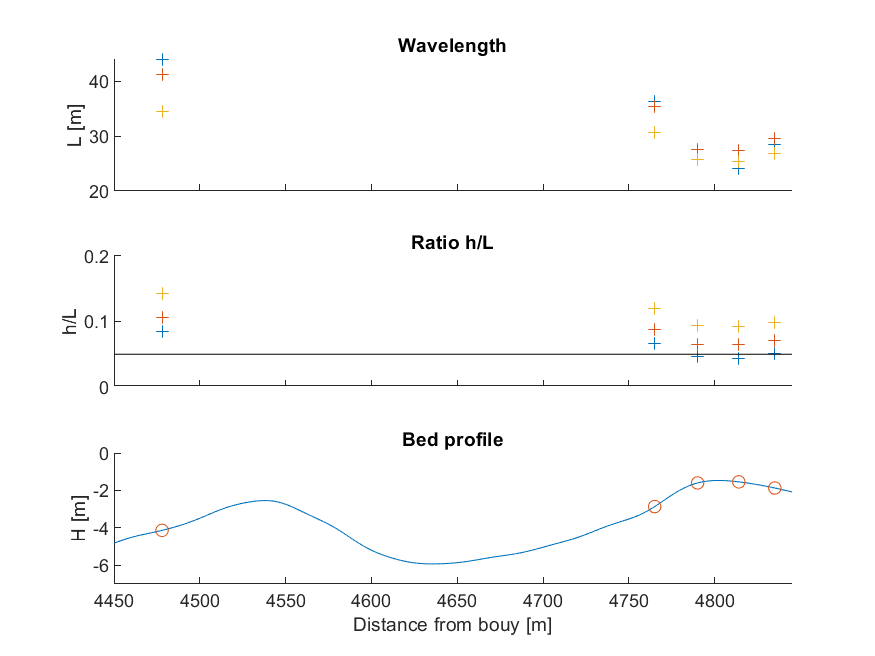 Wavelength
L [m]
40
30
20
Ratio h/L
h/L
0.2
0.1
0
Bed profile
H [m]
0
-2
-4
-6
4450 4500 4550 4600 4650 4700 4750 4800
Distance from bouy [m]